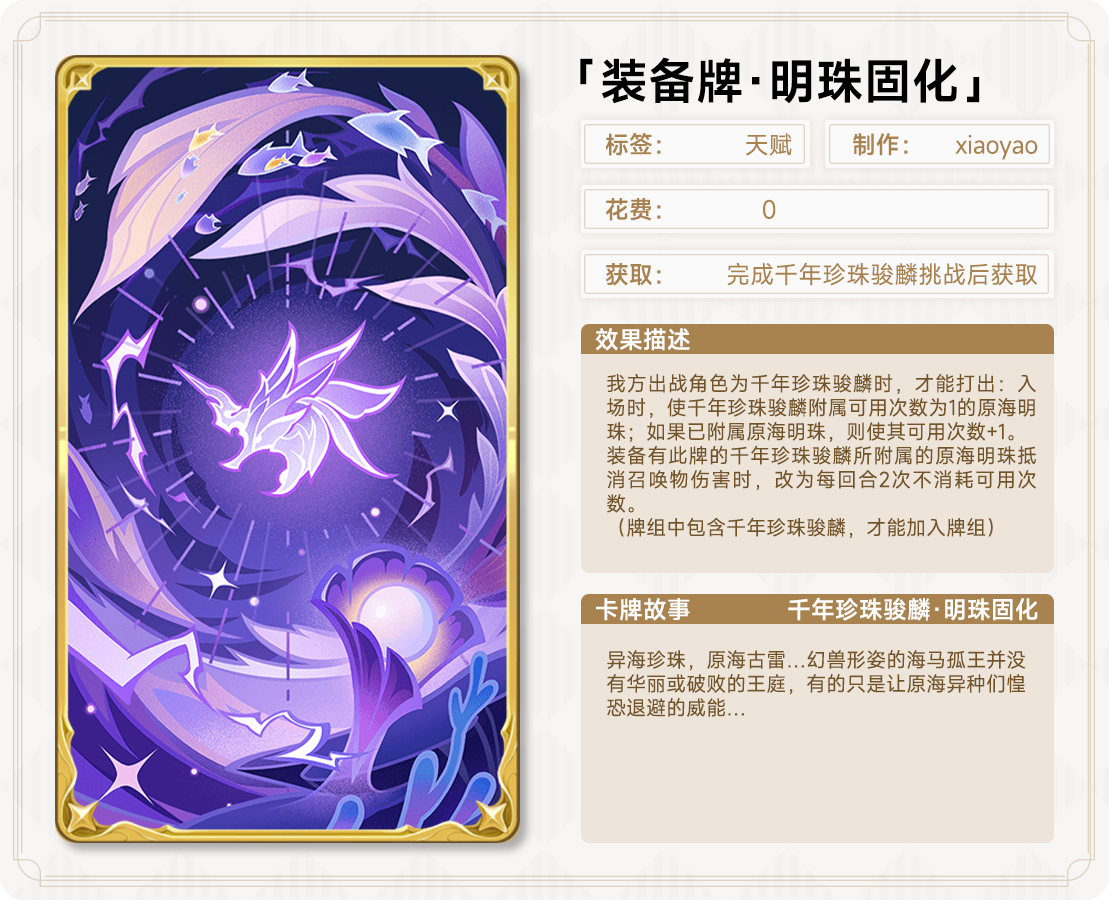 「装备牌·明珠固化」
标签： 天赋 制作： xiaoyao
花费： 0
获取： 完成千年珍珠骏麟挑战后获取
效果描述
我方出战角色为千年珍珠骏麟时，才能打出：入
场时，使千年珍珠骏麟附属可用次数为1的原海明
珠；如果已附属原海明珠，则使其可用次数+1。
装备有此牌的千年珍珠骏麟所附属的原海明珠抵
消召唤物伤害时，改为每回合2次不消耗可用次
数。
（牌组中包含千年珍珠骏麟，才能加入牌组）
卡牌故事 千年珍珠骏麟·明珠固化
异海珍珠，原海古雷...幻兽形姿的海马孤王并没
有华丽或破败的王庭，有的只是让原海异种们惶
恐退避的威能...